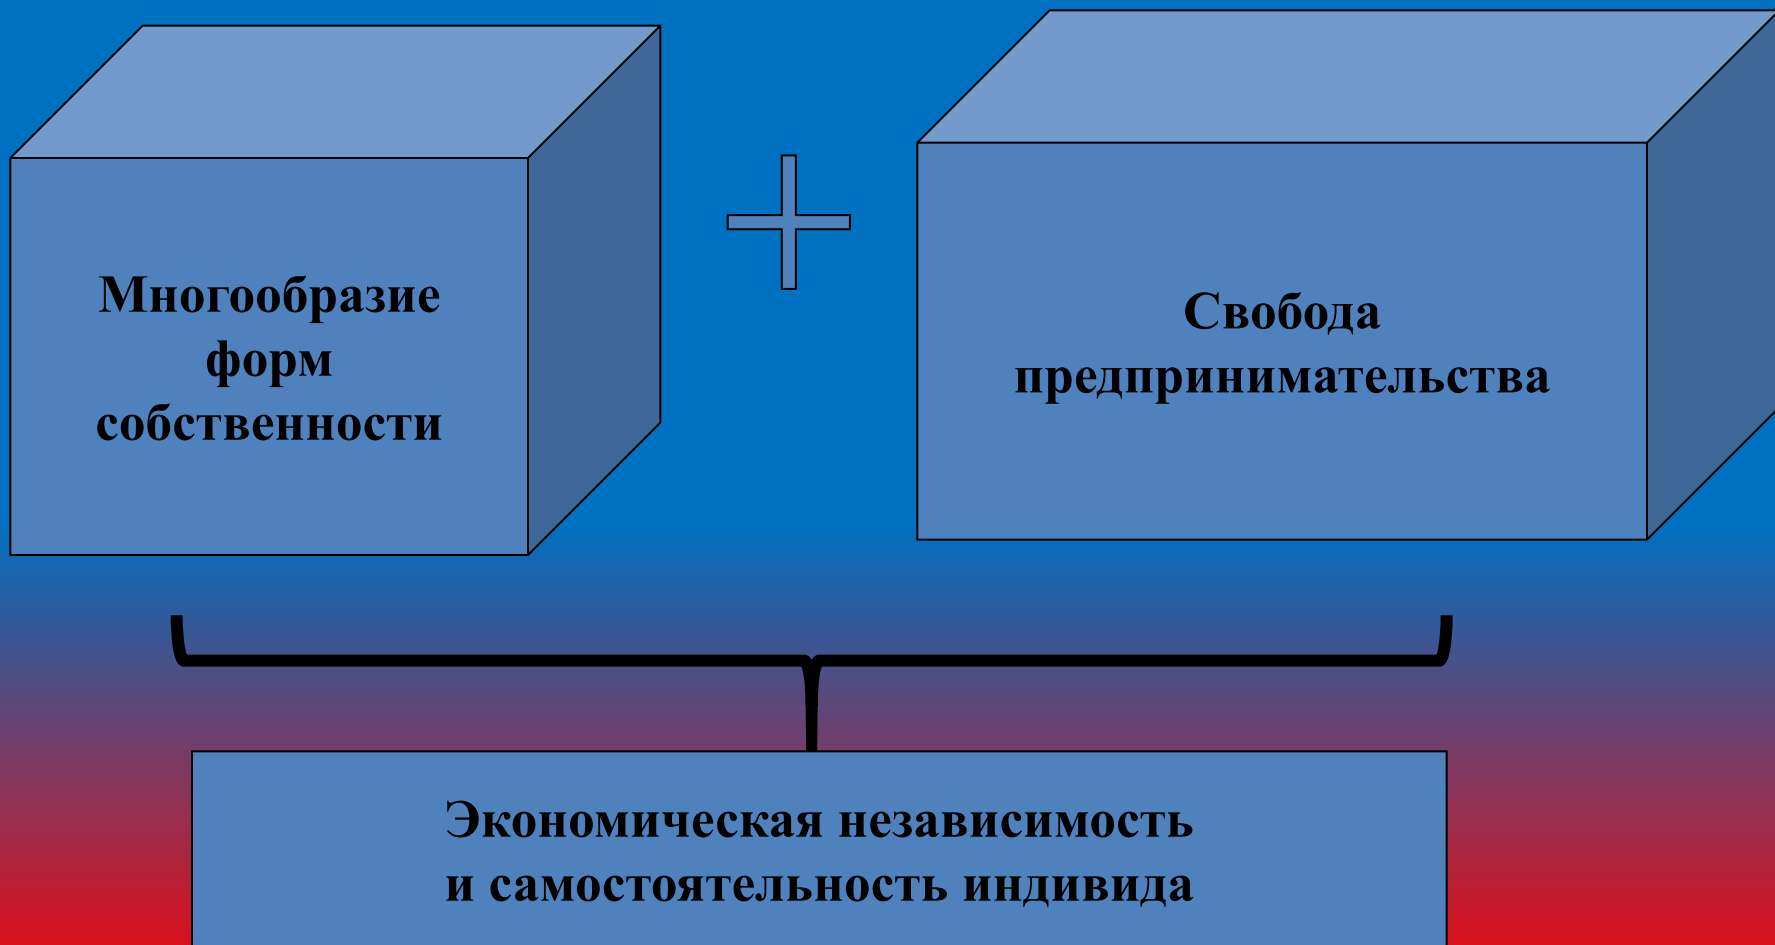 Многообразие
форм
собственности
Свобода
предпринимательства
Экономическая независимость
и самостоятельность индивида